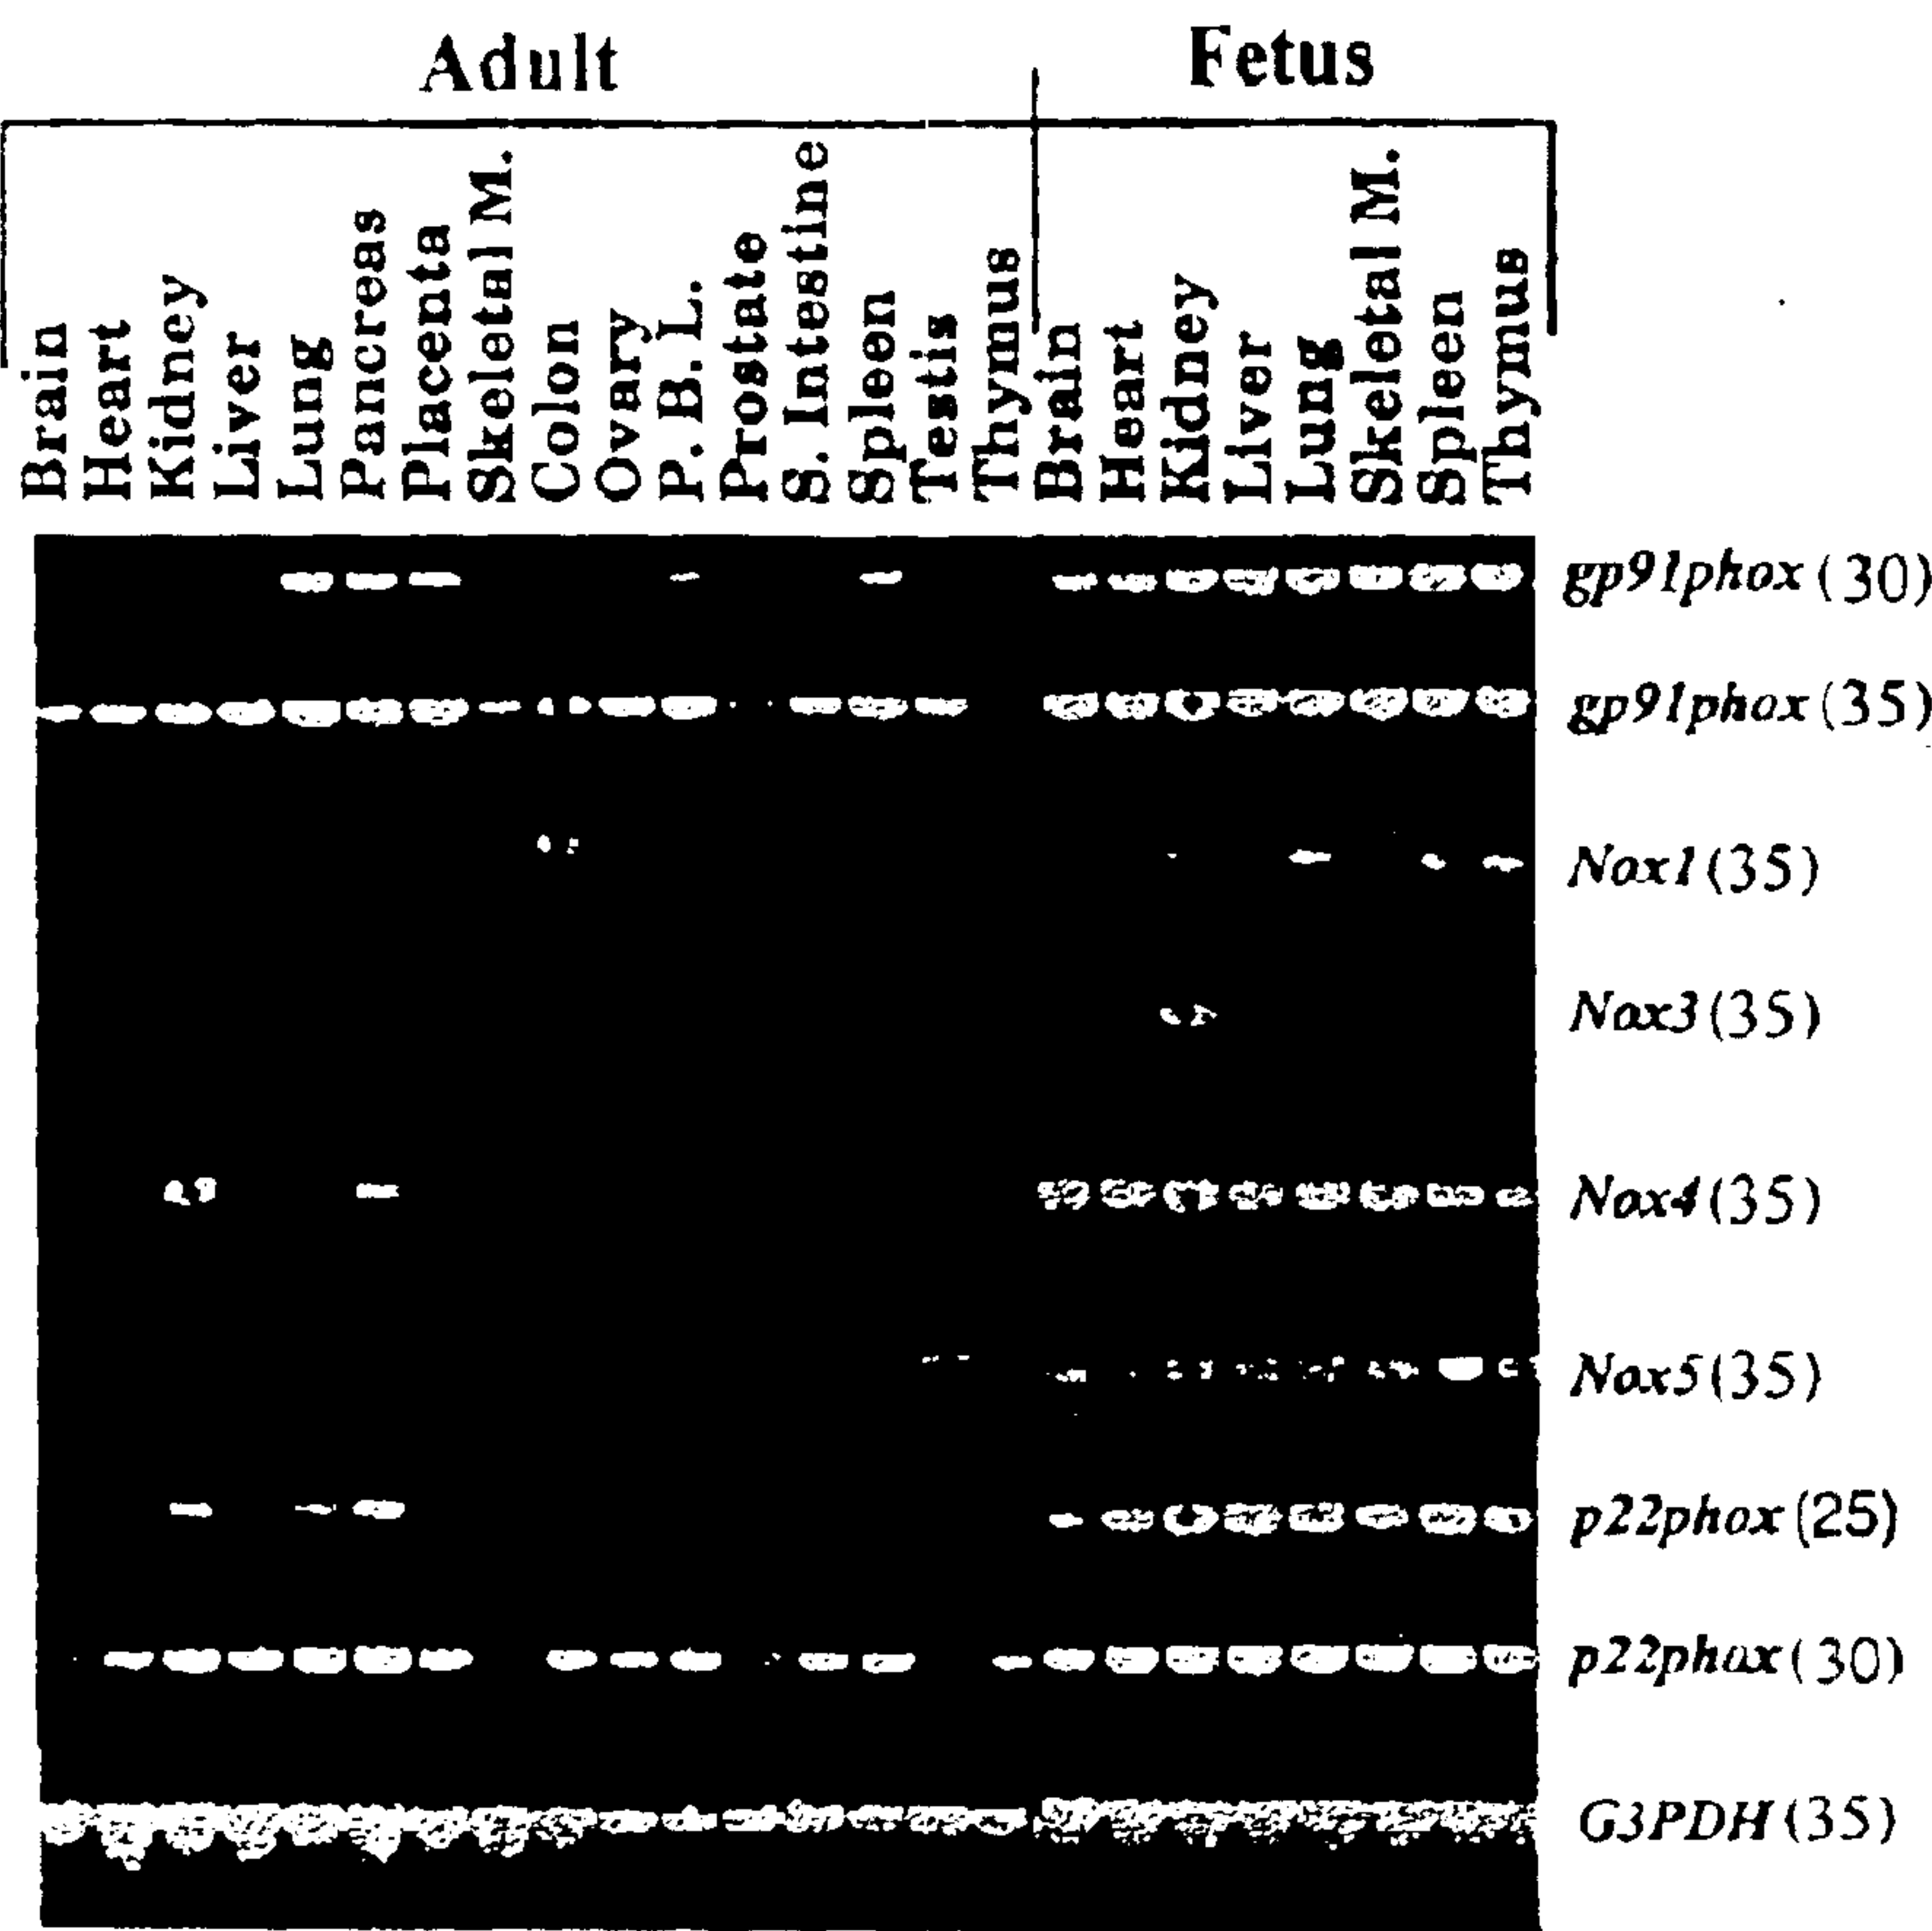 Adult
Fetus
Brain
Heart
Kidney
Liver
Lung
Pancreas
Placenta
Skeletal M.
Colon
Ovary
P.B.L.
Prostate
S. Intestine
Spleen
Testis
Thymus
Brain
Heart
Kidney
Liver
Lung
Skeletal M.
Spleen
Thymus
gp91phox (30)
gp91phox (35)
Nox1 (35)
Nox3 (35)
Nox4 (35)
Nox5 (35)
p22phox (25)
p22phox (30)
G3PDH (35)